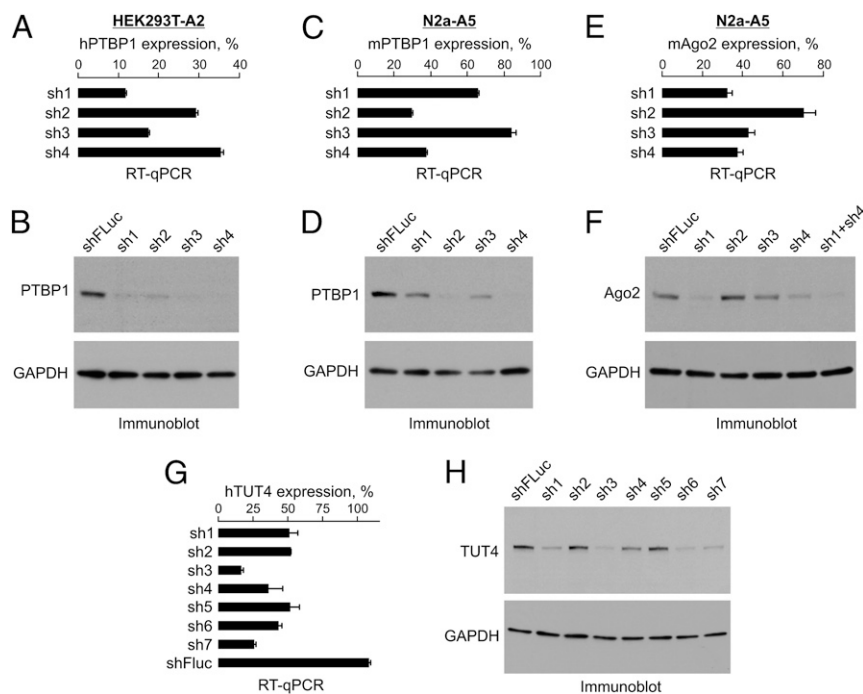 A
HEK293T-A2
hPTBP1 expression, %
0 10 20 30 40
sh1
sh2
sh3
sh4
RT-qPCR
C
N2a-A5
mPTBP1 expression, %
0 20 40 60 80 100
sh1
sh2
sh3
sh4
RT-qPCR
E
N2a-A5
mAgo2 expression, %
0 20 40 60 80
sh1
sh2
sh3
sh4
RT-qPCR
B
shFLuc sh1 sh2 sh3 sh4
PTBP1
GAPDH
Immunoblot
D
shFLuc sh1 sh2 sh3 sh4
PTBP1
GAPDH
Immunoblot
F
shFLuc sh1 sh2 sh3 sh4 sh1+sh4
Ago2
GAPDH
Immunoblot
G
hTUT4 expression, %
0 25 50 75 100
sh1
sh2
sh3
sh4
sh5
sh6
sh7
shFluc
RT-qPCR
H
shFLuc sh1 sh2 sh3 sh4 sh5 sh6 sh7
TUT4
GAPDH
Immunoblot